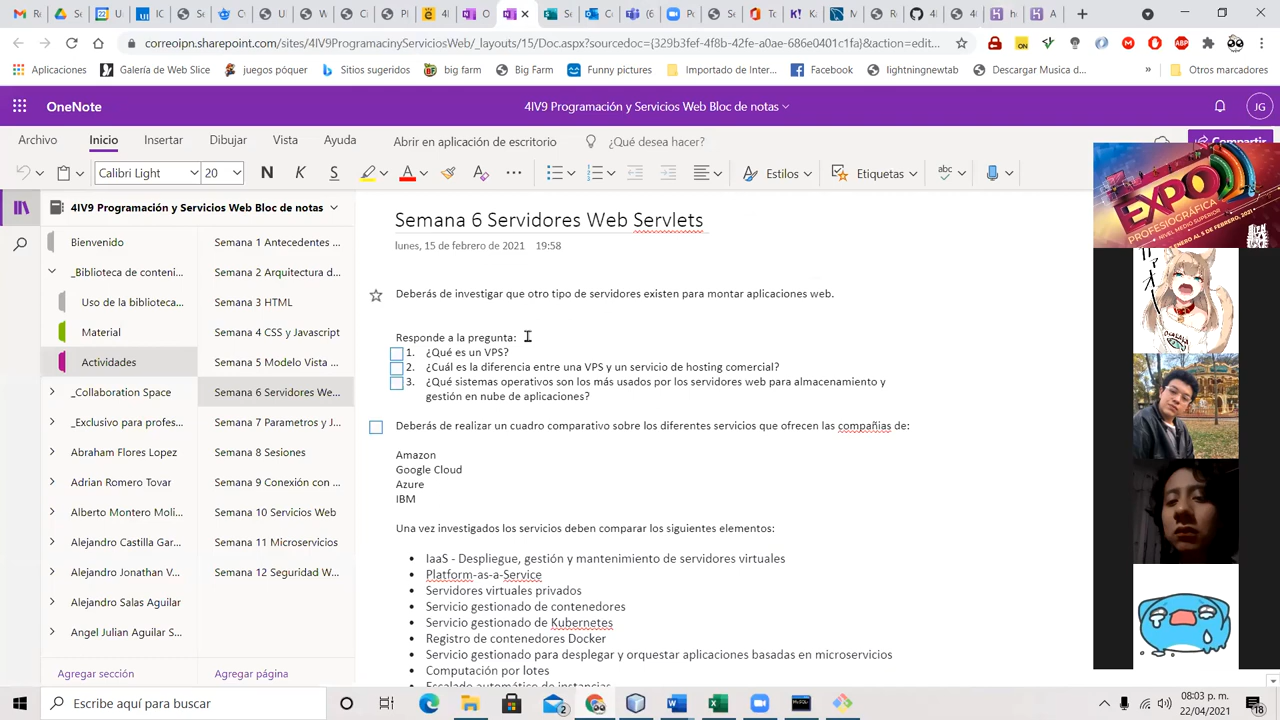 correoipn.sharepoint.com/sites/4IV9ProgramacinyServiciosWeb/_layouts/15/Doc.aspx?sourcedoc={329b3fef-4f8b-42fe-a0ae-686e0401c1fa}&action=edit...
Aplicaciones
Galería de Web Slice
juegos póquer
Sitios sugeridos
big farm
Big Farm
Funny pictures
Importado de Inter...
Facebook
lightningnewtab
Descargar Musica d...
»
Otros marcadores
OneNote
4IV9 Programación y Servicios Web Bloc de notas
JG
Archivo
Inicio
Insertar
Dibujar
Vista
Ayuda
Abrir en aplicación de escritorio
¿Qué desea hacer?
Compartir
Calibri Light
20
N
K
S
A
Estilos
Etiquetas
abc
4IV9 Programación y Servicios Web Bloc de notas
Bienvenido
_Biblioteca de conteni...
Uso de la biblioteca...
Material
Actividades
_Collaboration Space
_Exclusivo para profes...
Abraham Flores Lopez
Adrian Romero Tovar
Alberto Montero Moli...
Alejandro Castilla Gar...
Alejandro Jonathan V...
Alejandro Salas Aguilar
Angel Julian Aguilar S...
Agregar sección
Semana 1 Antecedentes ...
Semana 2 Arquitectura d...
Semana 3 HTML
Semana 4 CSS y Javascript
Semana 5 Modelo Vista ...
Semana 6 Servidores We...
Semana 7 Parametros y J...
Semana 8 Sesiones
Semana 9 Conexión con ...
Semana 10 Servicios Web
Semana 11 Microservicios
Semana 12 Seguridad W...
Agregar página
Semana 6 Servidores Web Servlets
lunes, 15 de febrero de 2021 19:58
Deberás de investigar que otro tipo de servidores existen para montar aplicaciones web.
Responde a la pregunta:
1. ¿Qué es un VPS?
2. ¿Cuál es la diferencia entre una VPS y un servicio de hosting comercial?
3. ¿Qué sistemas operativos son los más usados por los servidores web para almacenamiento y
gestión en nube de aplicaciones?
Deberás de realizar un cuadro comparativo sobre los diferentes servicios que ofrecen las compañias de:
Amazon
Google Cloud
Azure
IBM
Una vez investigados los servicios deben comparar los siguientes elementos:
• IaaS - Despliegue, gestión y mantenimiento de servidores virtuales
• Platform-as-a-Service
• Servidores virtuales privados
• Servicio gestionado de contenedores
• Servicio gestionado de Kubernetes
• Registro de contenedores Docker
• Servicio gestionado para desplegar y orquestar aplicaciones basadas en microservicios
• Computación por lotes
• Escalado automático de instancias
EXPO
PROFESIOGRÁFICA
NIVEL MEDIO SUPERIOR
Escribe aquí para buscar
08:03 p. m.
22/04/2021
18